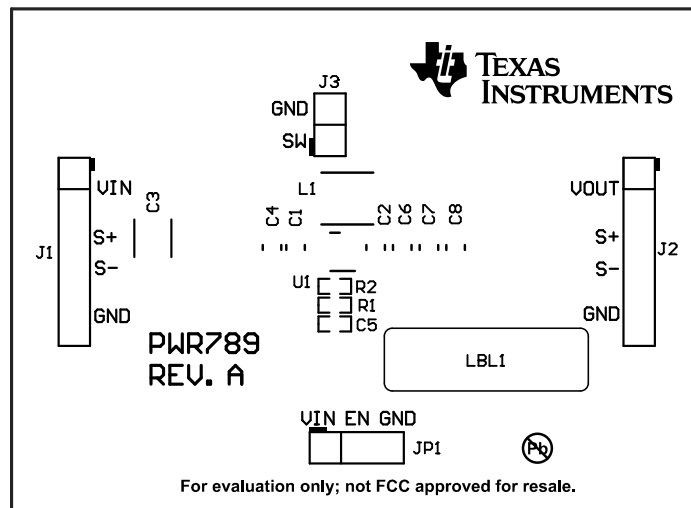 TEXAS
INSTRUMENTS
J3
GND
SW
L1
VIN
C3
S+
S-
J1
GND
C4
C1
C2
C6
C7
C8
VOUT
S+
S-
J2
GND
U1
R2
R1
C5
PWR789
REV. A
LBL1
VIN EN GND
JP1
Pb
For evaluation only; not FCC approved for resale.